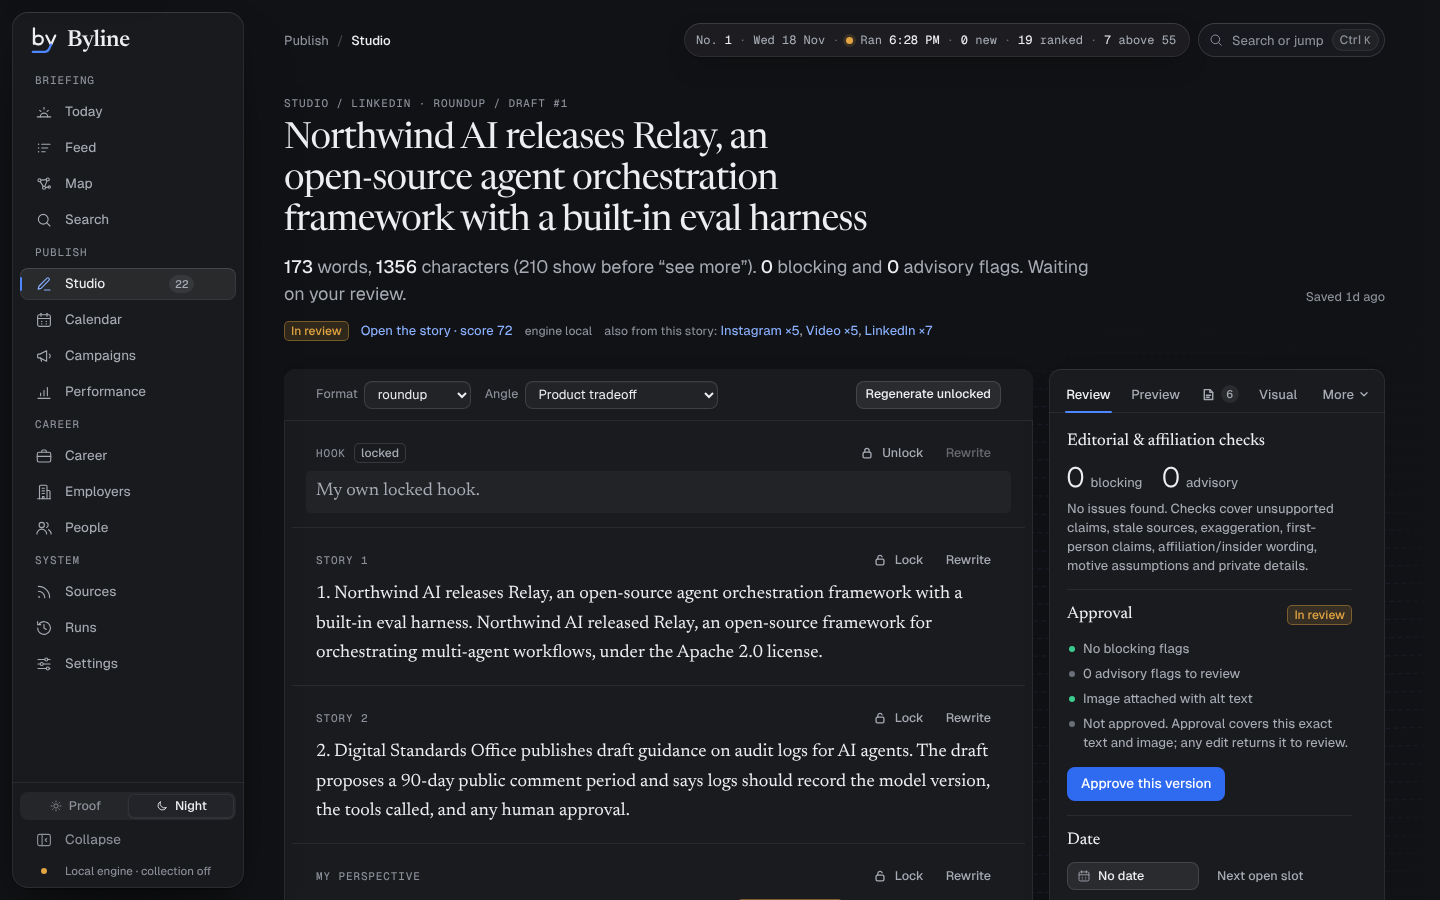 by Byline
BRIEFING
Today
Feed
Map
Search
PUBLISH
Studio 22
Calendar
Campaigns
Performance
CAREER
Career
Employers
People
SYSTEM
Sources
Runs
Settings
Proof Night
Collapse
Local engine · collection off
Publish / Studio
No. 1 · Wed 18 Nov · Ran 6:28 PM · 0 new · 19 ranked · 7 above 55
Search or jump Ctrl K
STUDIO / LINKEDIN · ROUNDUP / DRAFT #1
Northwind AI releases Relay, an
open-source agent orchestration
framework with a built-in eval harness
173 words, 1356 characters (210 show before “see more”). 0 blocking and 0 advisory flags. Waiting
on your review.
Saved 1d ago
In review Open the story · score 72 engine local also from this story: Instagram ×5, Video ×5, LinkedIn ×7
Format roundup Angle Product tradeoff Regenerate unlocked
HOOK locked Unlock Rewrite
My own locked hook.
STORY 1 Lock Rewrite
1. Northwind AI releases Relay, an open-source agent orchestration framework with a
built-in eval harness. Northwind AI released Relay, an open-source framework for
orchestrating multi-agent workflows, under the Apache 2.0 license.
STORY 2 Lock Rewrite
2. Digital Standards Office publishes draft guidance on audit logs for AI agents. The draft
proposes a 90-day public comment period and says logs should record the model version,
the tools called, and any human approval.
MY PERSPECTIVE Lock Rewrite
Review Preview 6 Visual More
Editorial & affiliation checks
0 blocking 0 advisory
No issues found. Checks cover unsupported
claims, stale sources, exaggeration, first-
person claims, affiliation/insider wording,
motive assumptions and private details.
Approval In review
No blocking flags
0 advisory flags to review
Image attached with alt text
Not approved. Approval covers this exact
text and image; any edit returns it to review.
Approve this version
Date
No date Next open slot